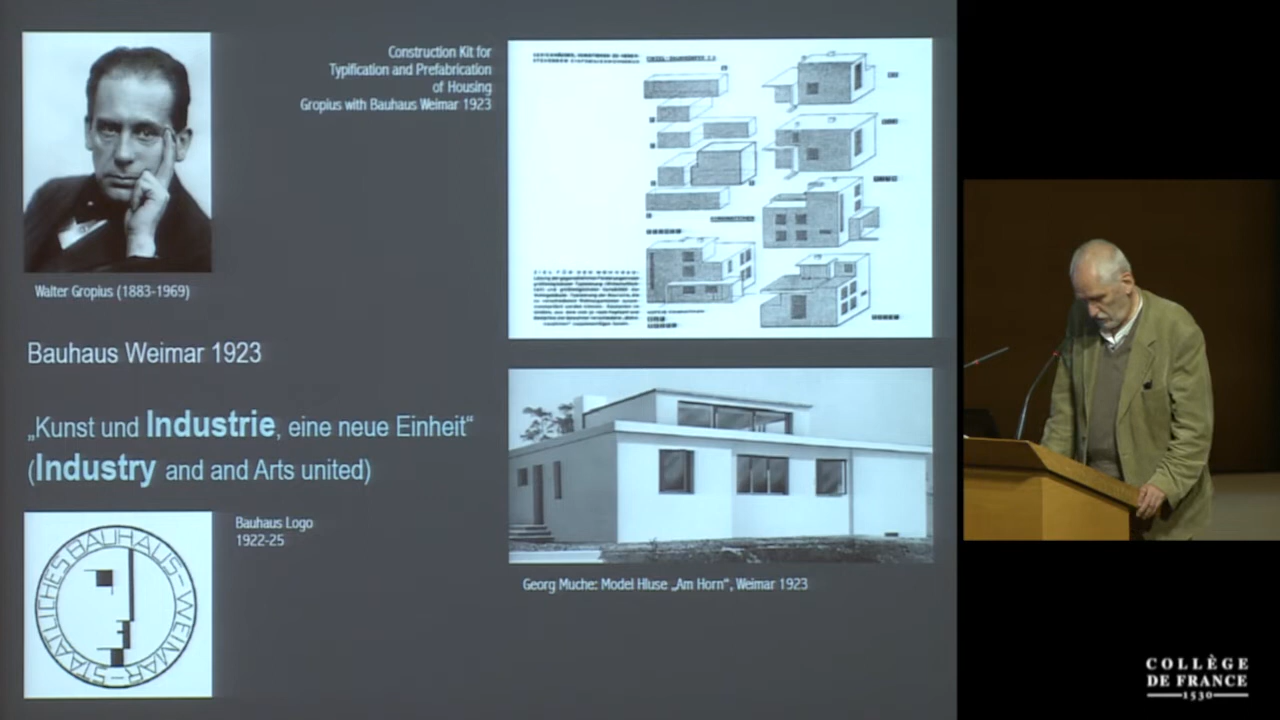 Construction Kit for
Typification and Prefabrication
of Housing
Gropius with Bauhaus Weimar 1923
Walter Gropius (1883-1969)
Bauhaus Weimar 1923
„Kunst und Industrie, eine neue Einheit“
(Industry and and Arts united)
Bauhaus Logo
1922-25
STAATLICHES BAUHAUS–WEIMAR–
Georg Muche: Model Hluse „Am Horn“, Weimar 1923
COLLÈGE
DE FRANCE
1530